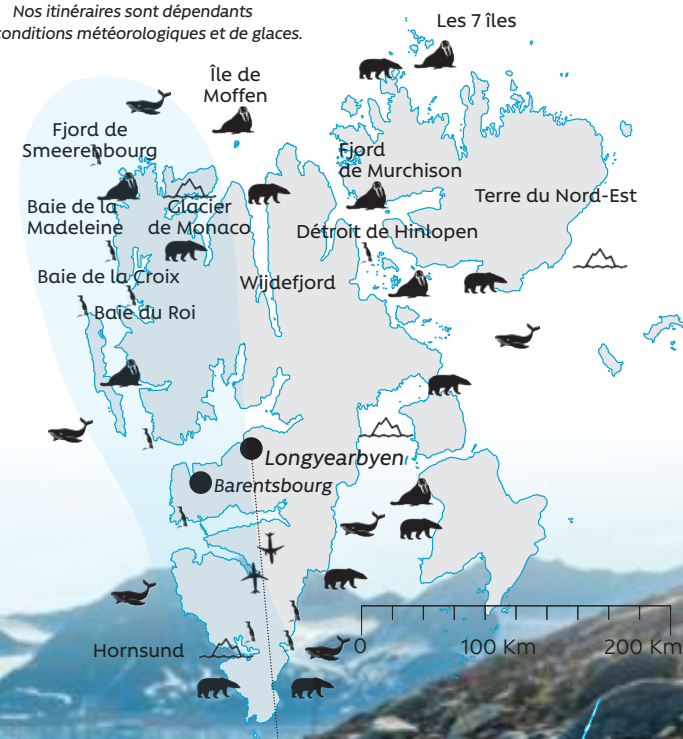 Nos itinéraires sont dépendants
conditions météorologiques et de glaces.
Les 7 îles
Île de
Moffen
Fjord de
Smeerenbourg
Fjord
de Murchison
Terre du Nord-Est
Baie de la
Madeleine
Glacier
de Monaco
Détroit de Hinlopen
Baie de la Croix
Wijdefjord
Baie du Roi
Longyearbyen
Barentsbourg
Hornsund
0
100 Km
200 Km